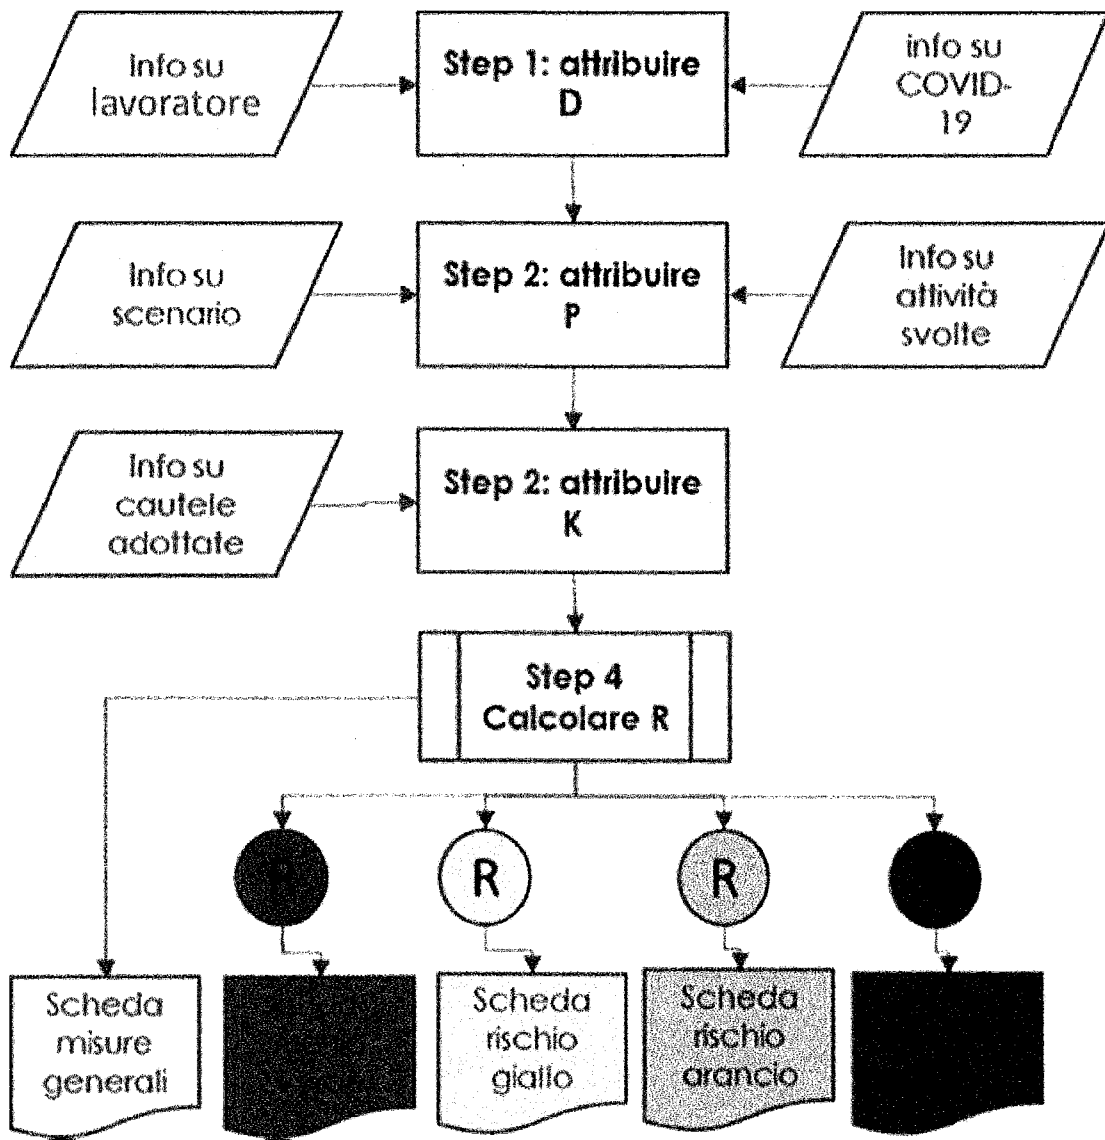 Info su
lavoratore
Step 1: attribuire
D
info su
COVID-
19
Info su
scenario
Step 2: attribuire
P
Info su
attività
svolte
Info su
cautele
adottate
Step 2: attribuire
K
Step 4
Calcolare R
R
R
R
Scheda
misure
generali
Scheda
rischio
giallo
Scheda
rischio
arancio